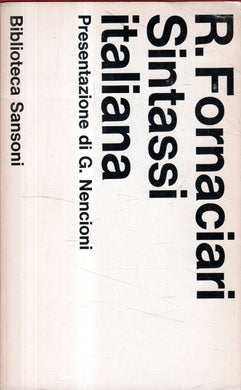 R. Fornaciari
Sintassi
italiana
Presentazione di G. Nencioni
Biblioteca Sansoni